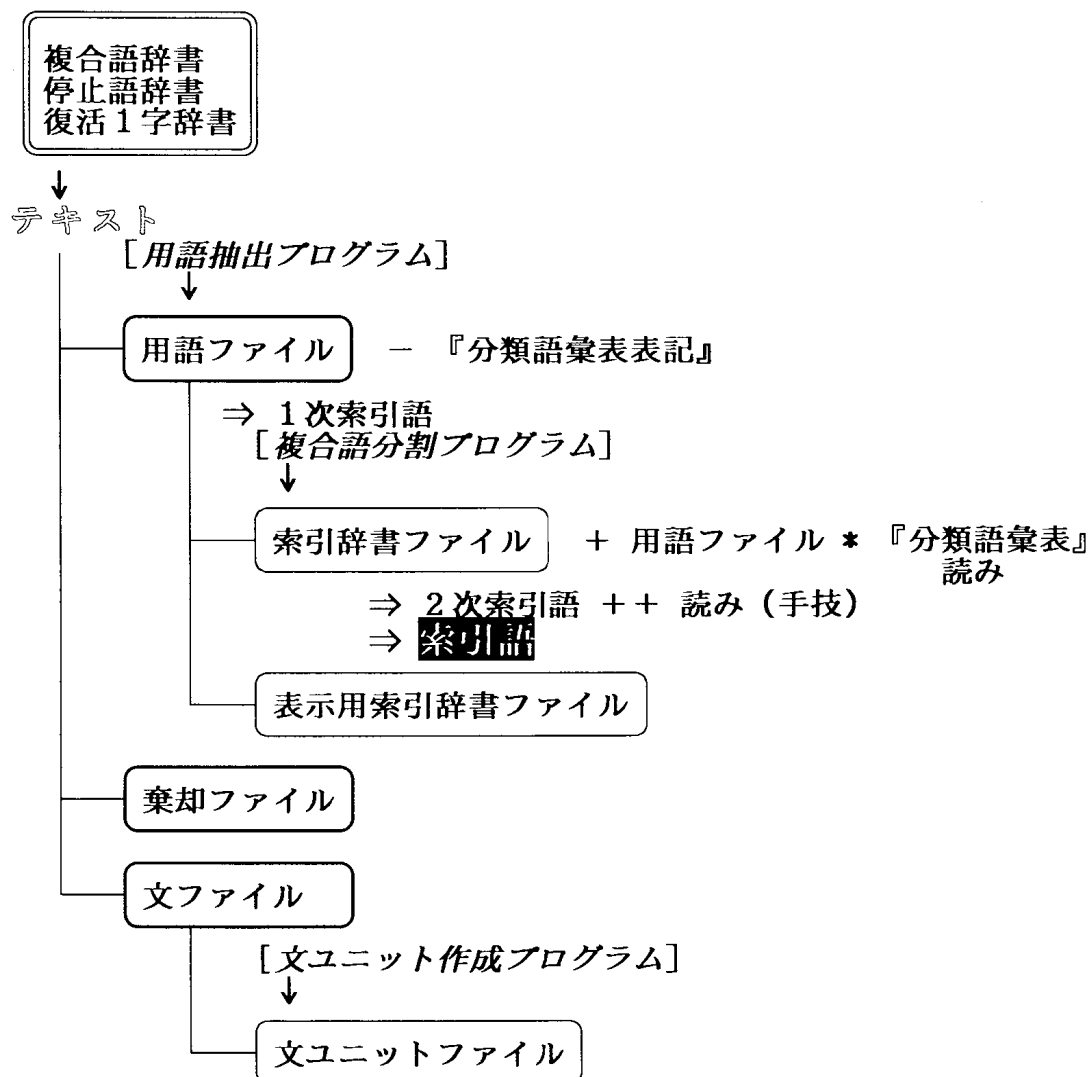 複合語辞書
停止語辞書
復活1字辞書
↓
テキスト
[用語抽出プログラム]
↓
用語ファイル － 『分類語彙表表記』
⇒ 1次索引語
[複合語分割プログラム]
↓
索引辞書ファイル ＋ 用語ファイル * 『分類語彙表』
読み
⇒ 2次索引語 ＋＋ 読み（手技）
⇒ 索引語
表示用索引辞書ファイル
棄却ファイル
文ファイル
[文ユニット作成プログラム]
↓
文ユニットファイル